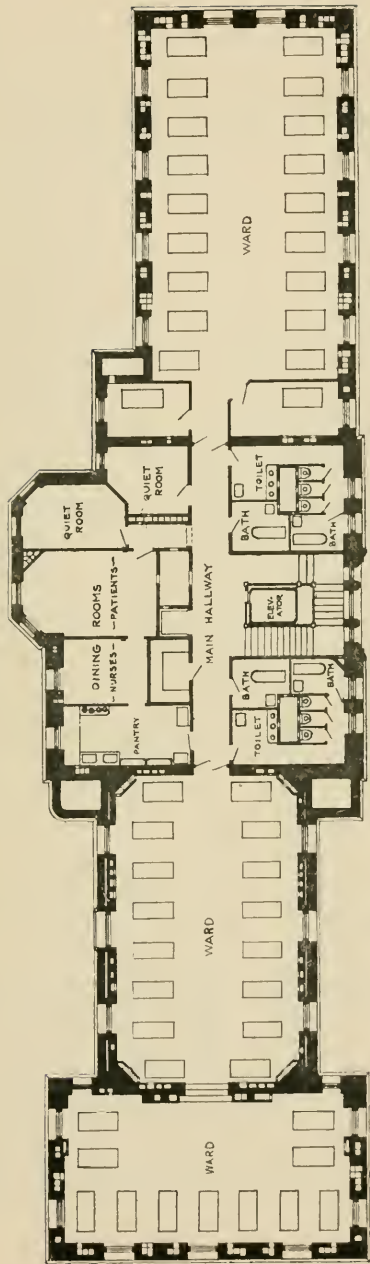 WARD
QUIET
ROOM
QUIET
ROOM
DINING ROOMS
—NURSES— —PATIENTS—
PANTRY
MAIN HALLWAY
TOILET
BATH
BATH
ELEV-
ATOR
BATH
BATH
TOILET
WARD
WARD